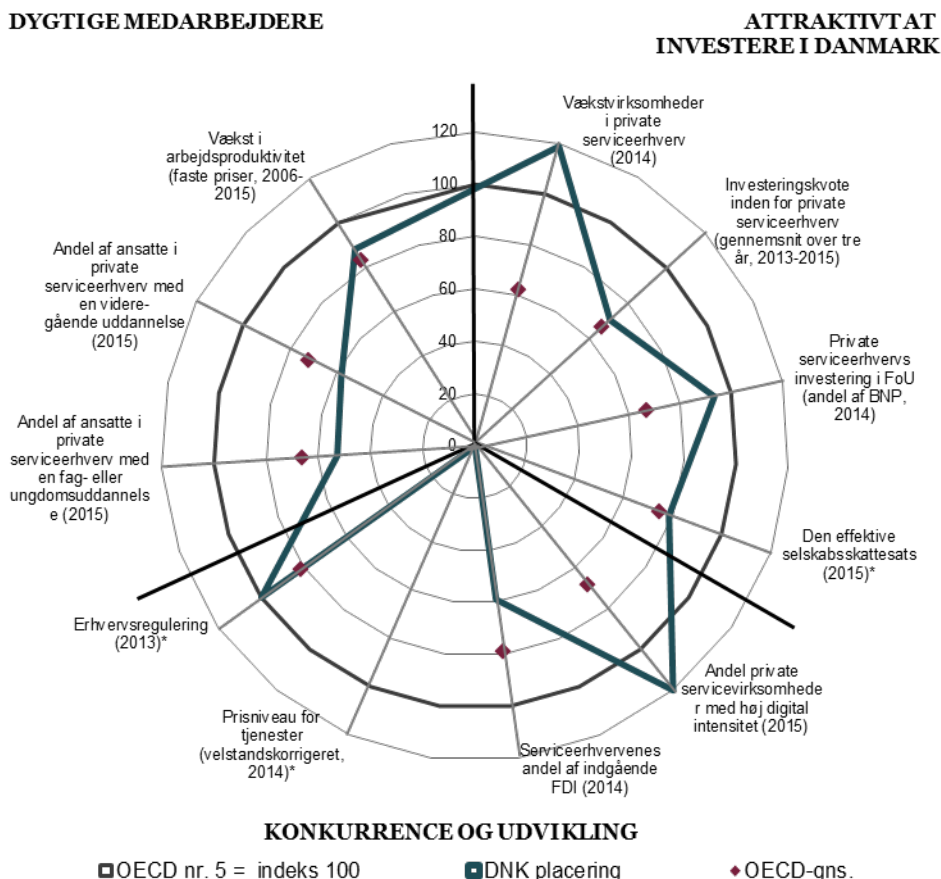 DYGTIGE MEDARBEJDERE
ATTRAKTIVT AT
INVESTERE I DANMARK
Vækstvirksomheder
i private
serviceerhverv
(2014)
Investeringskvote
inden for private
serviceerhverv
(gennemsnit over tre
år, 2013-2015)
Private
serviceerhvervs
investering i FoU
(andel af BNP,
2014)
Den effektive
selskabsskattesats
(2015)*
Andel private
servicevirksomhede
r med høj digital
intensitet (2015)
Serviceerhvervenes
andel af indgående
FDI (2014)
Prisniveau for
tjenester
(velstandskorrigeret,
2014)*
Erhvervsregulering
(2013)*
Andel af ansatte i
private
serviceerhverv med
en fag- eller
ungdomsuddannels
e (2015)
Andel af ansatte i
private
serviceerhverv med
en videre-
gående uddannelse
(2015)
Vækst i
arbejdsproduktivitet
(faste priser, 2006-
2015)
120
100
80
60
40
20
0
KONKURRENCE OG UDVIKLING
OECD nr. 5 = indeks 100
DNK placering
OECD-gns.